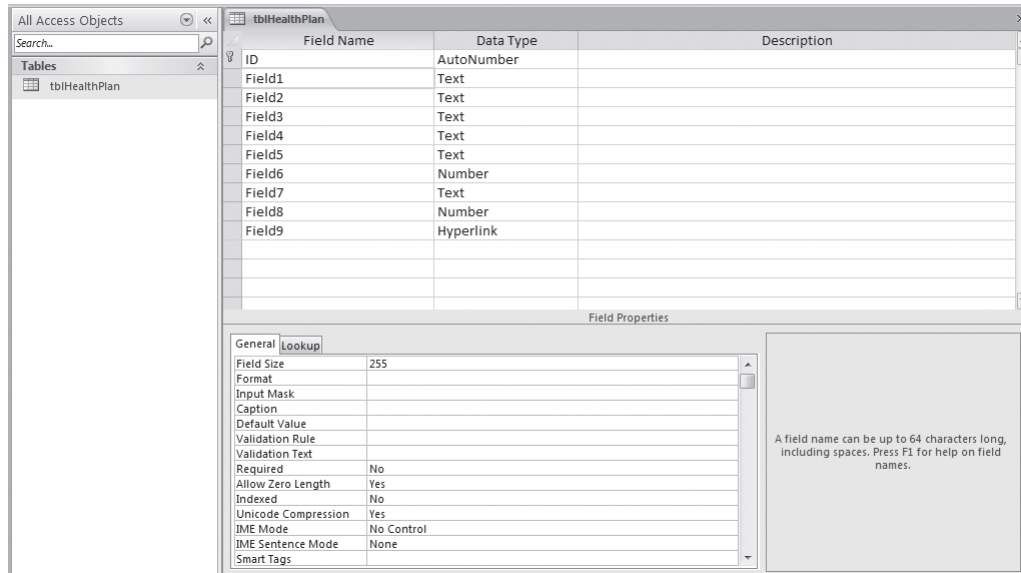 All Access Objects
Search...
Tables
tblHealthPlan
tblHealthPlan
Field Name Data Type Description
ID AutoNumber
Field1 Text
Field2 Text
Field3 Text
Field4 Text
Field5 Text
Field6 Number
Field7 Text
Field8 Number
Field9 Hyperlink
Field Properties
General Lookup
Field Size 255
Format
Input Mask
Caption
Default Value
Validation Rule
Validation Text
Required No
Allow Zero Length Yes
Indexed No
Unicode Compression Yes
IME Mode No Control
IME Sentence Mode None
Smart Tags
A field name can be up to 64 characters long,
including spaces. Press F1 for help on field
names.